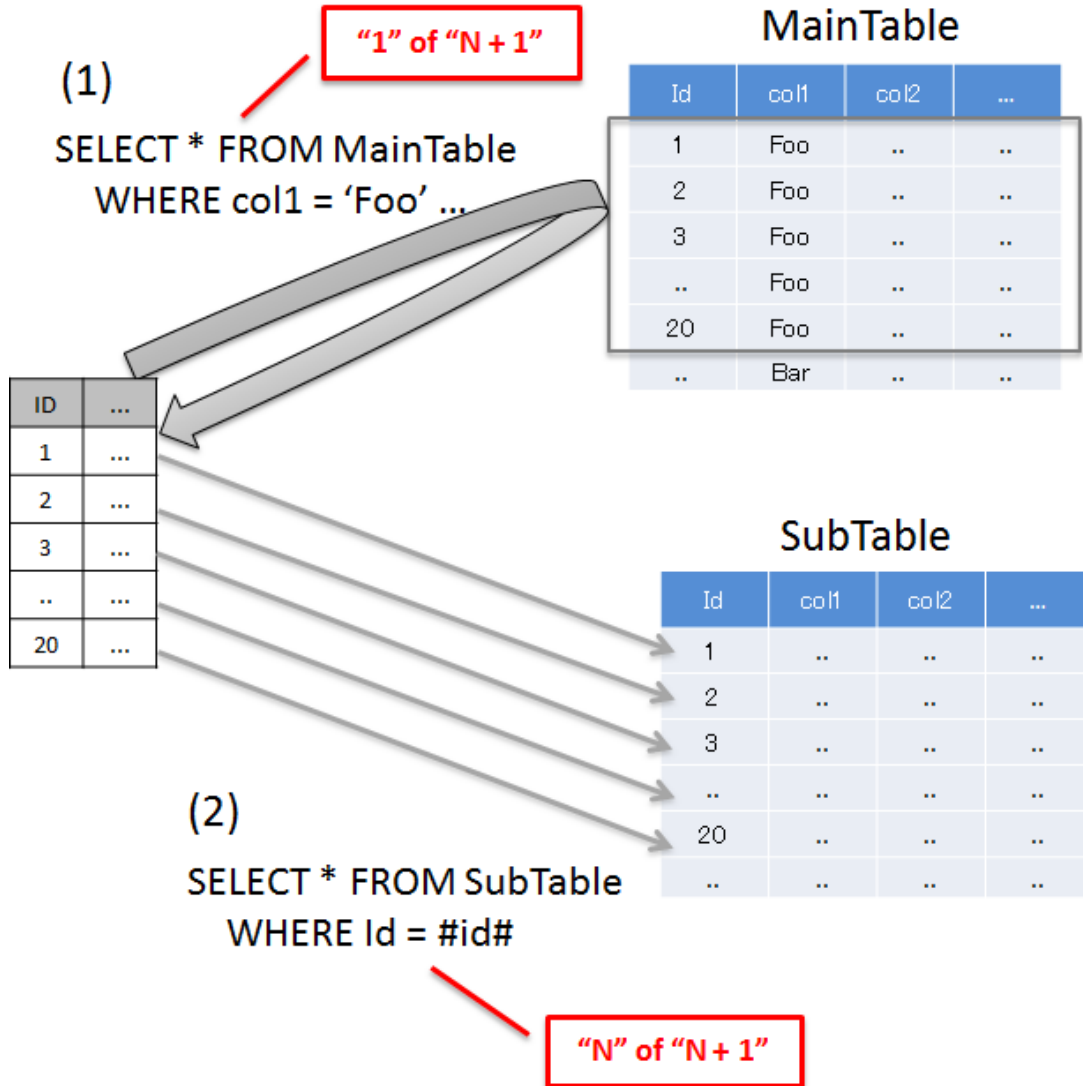 “1” of “N + 1”
MainTable
(1)
SELECT * FROM MainTable
WHERE col1 = ‘Foo’ ...
Id col1 col2 ...
1 Foo .. ..
2 Foo .. ..
3 Foo .. ..
.. Foo .. ..
20 Foo .. ..
.. Bar .. ..
ID ...
1 ...
2 ...
3 ...
.. ...
20 ...
SubTable
Id col1 col2 ...
1 .. .. ..
2 .. .. ..
3 .. .. ..
.. .. .. ..
20 .. .. ..
.. .. .. ..
(2)
SELECT * FROM SubTable
WHERE Id = #id#
“N” of “N + 1”